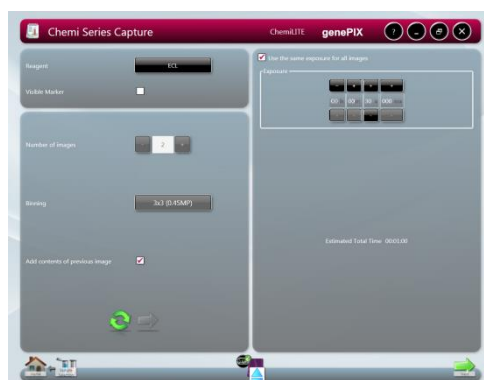 Chemi Series Capture
ChemiLITE genePIX
Reagent
ECL
Visible Marker
Number of images
2
Binning
3x3 (0.45MP)
Add contents of previous image
Use the same exposure for all images
Exposure
Estimated Total Time 00:01:00